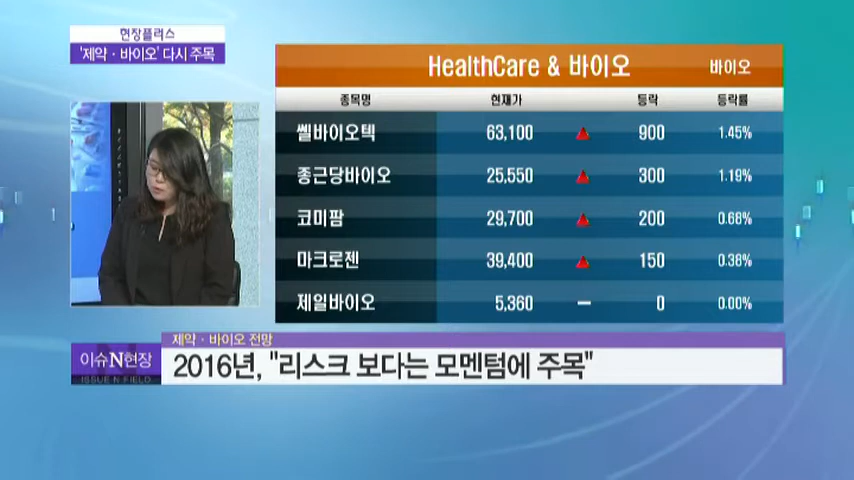 현장플러스
'제약·바이오' 다시 주목
HealthCare & 바이오 바이오
종목명 현재가 등락 등락률
쎌바이오텍 63,100 ▲ 900 1.45%
종근당바이오 25,550 ▲ 300 1.19%
코미팜 29,700 ▲ 200 0.68%
마크로젠 39,400 ▲ 150 0.38%
제일바이오 5,360 − 0 0.00%
제약·바이오 전망
이슈N현장
ISSUE N FIELD
2016년, "리스크 보다는 모멘텀에 주목"